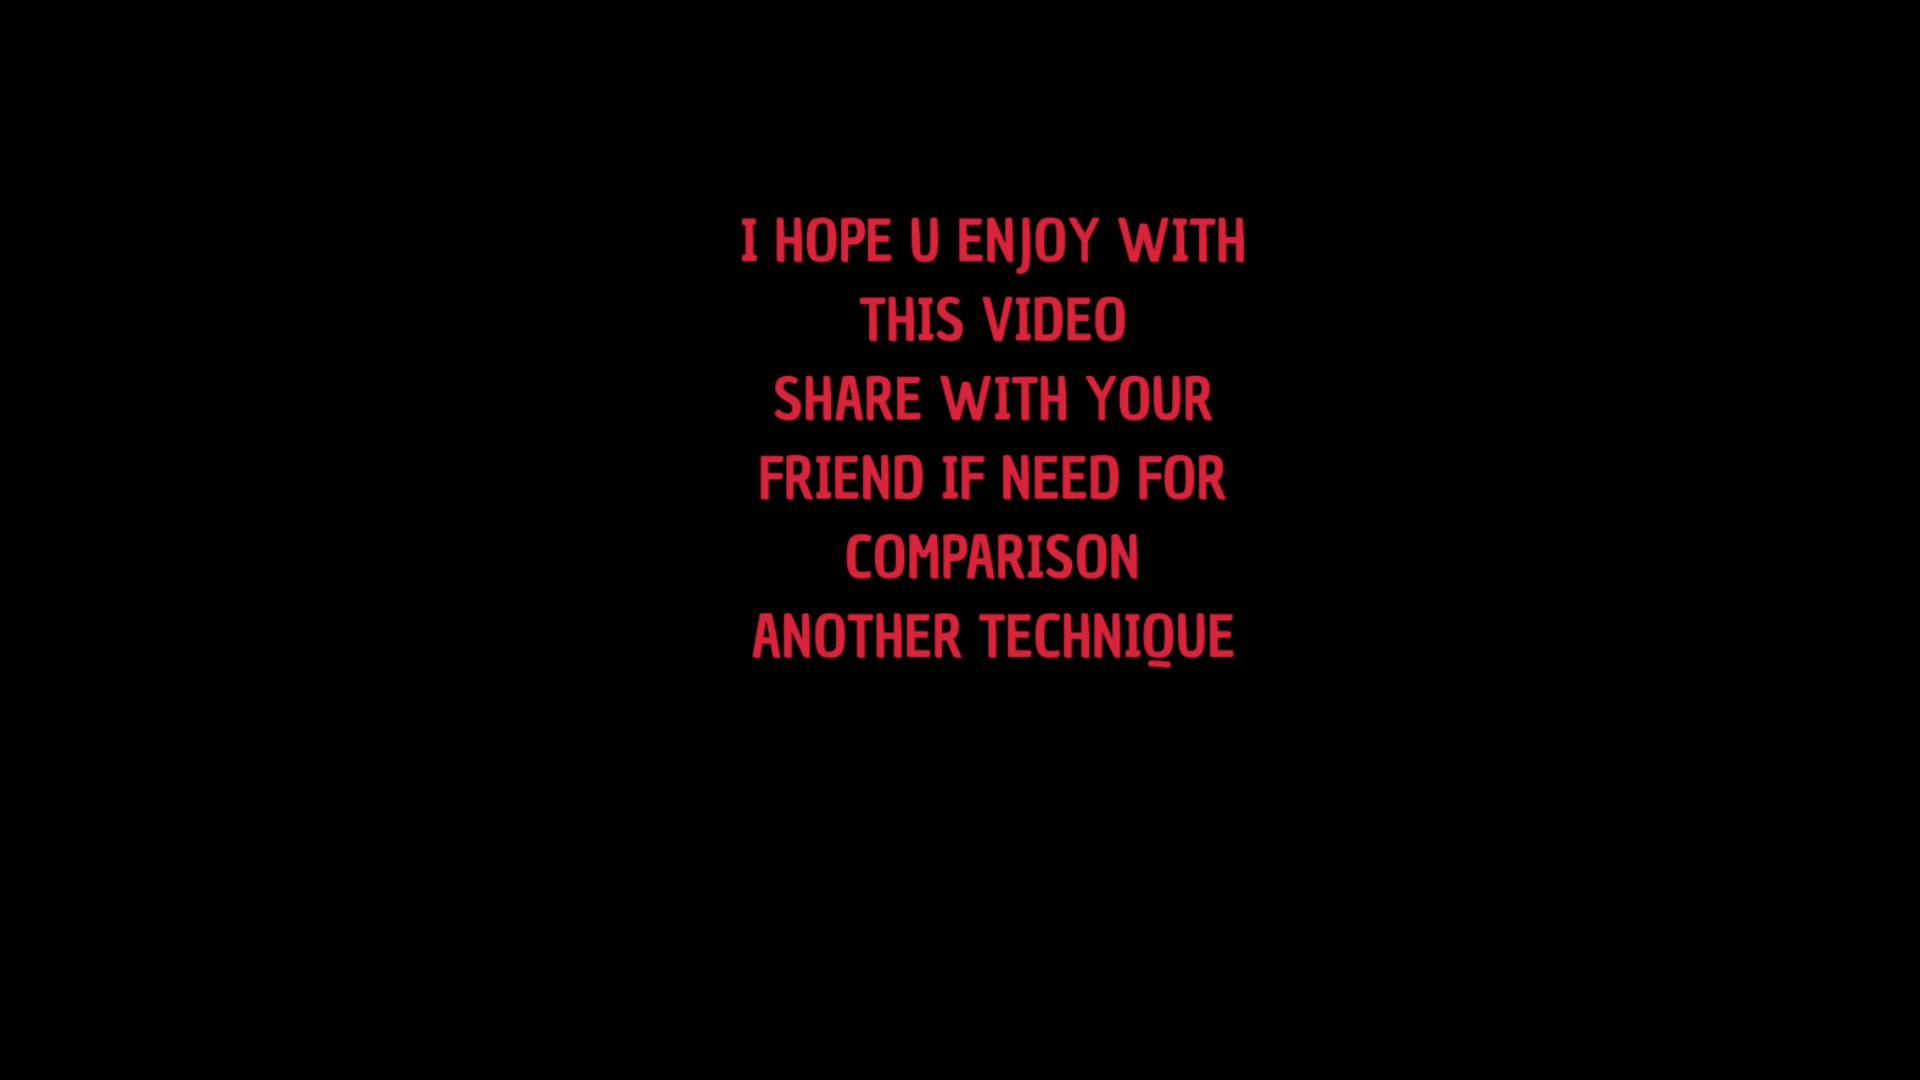 I HOPE U ENJOY WITH
THIS VIDEO
SHARE WITH YOUR
FRIEND IF NEED FOR
COMPARISON
ANOTHER TECHNIQUE